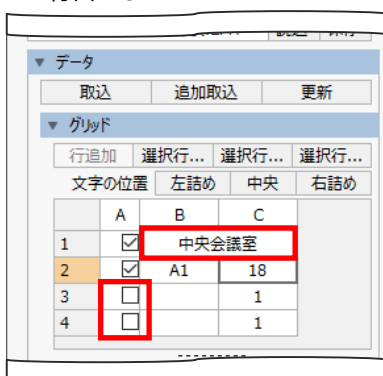 ▼ データ
取込 追加取込 更新
▼ グリッド
行追加 選択行... 選択行... 選択行...
文字の位置 左詰め 中央 右詰め
A B C
1 中央会議室
2 A1 18
3 1
4 1